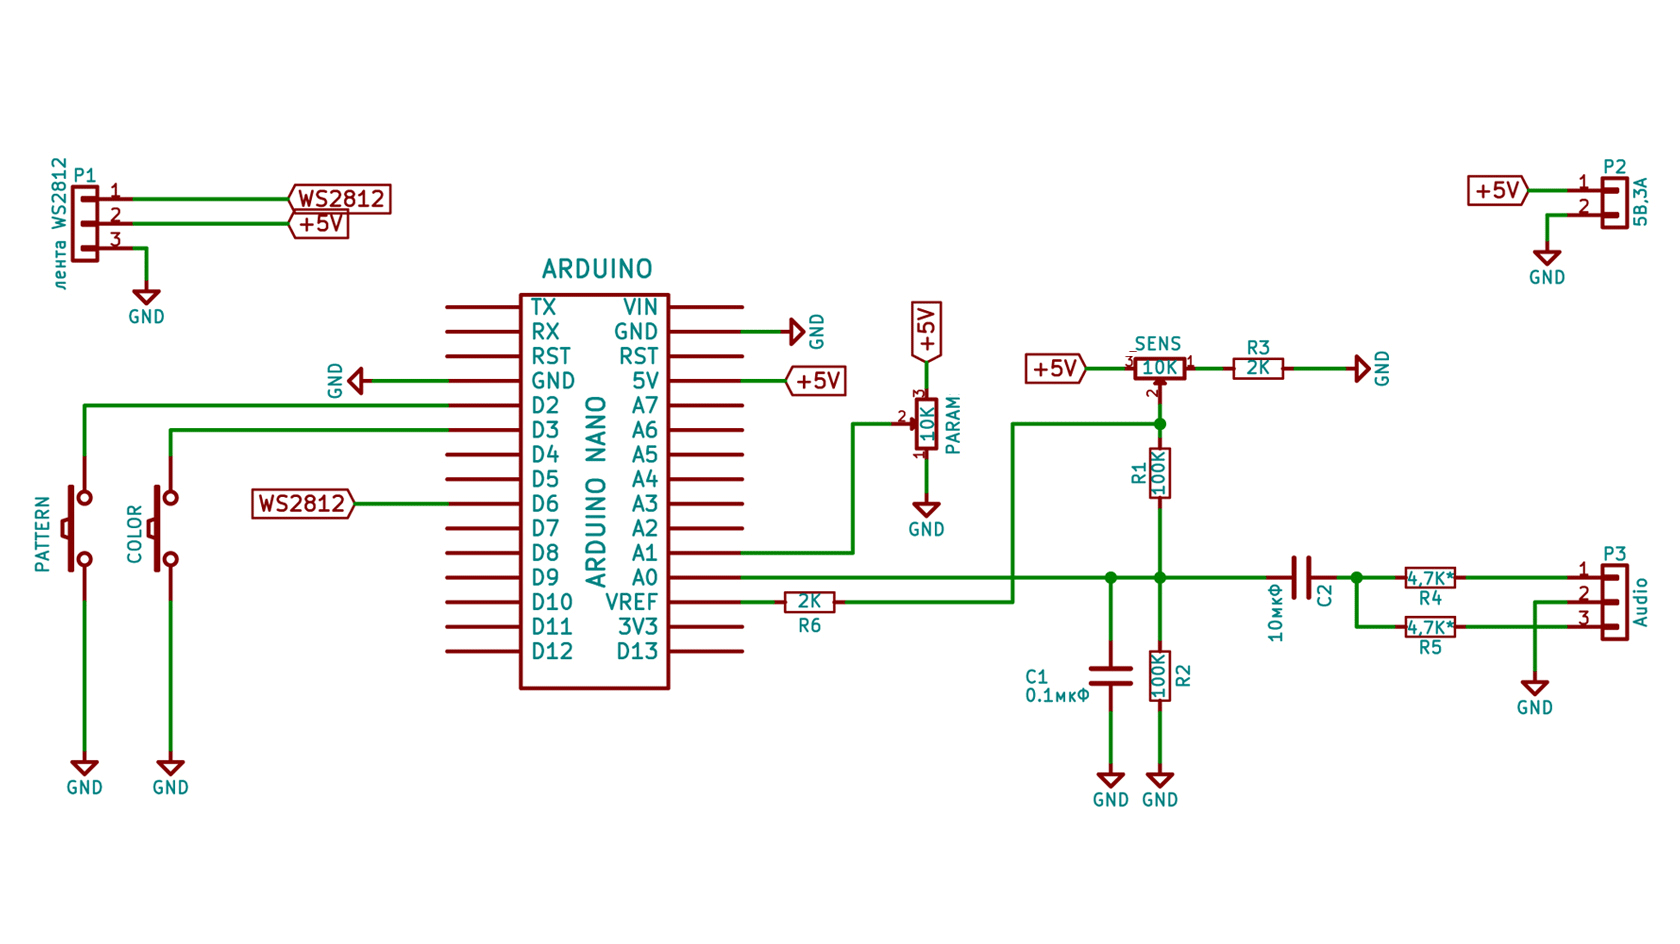 P1
лента WS2812
1
2
3
WS2812
+5V
GND
ARDUINO
ARDUINO NANO
TX
RX
RST
GND
D2
D3
D4
D5
D6
D7
D8
D9
D10
D11
D12
VIN
GND
RST
5V
A7
A6
A5
A4
A3
A2
A1
A0
VREF
3V3
D13
GND
GND
+5V
WS2812
PATTERN
COLOR
GND
GND
+5V
3
2
1
10K
PARAM
GND
2K
R6
+5V
_SENS
3
10K
1
2
R3
2K
GND
R1
100K
C1
0.1мкФ
100K
R2
GND
GND
10мкФ
C2
4,7K*
R4
4,7K*
R5
P3
1
2
3
Audio
GND
P2
+5V
1
2
5В,3А
GND